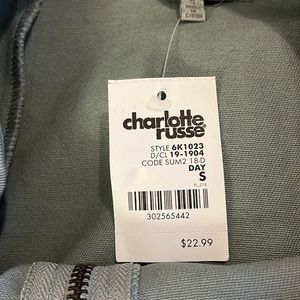 charlotte
russe
STYLE 6K1023
D/CL 19-1904
CODE SUM2 18-D
DAY
S
302565442
$22.99